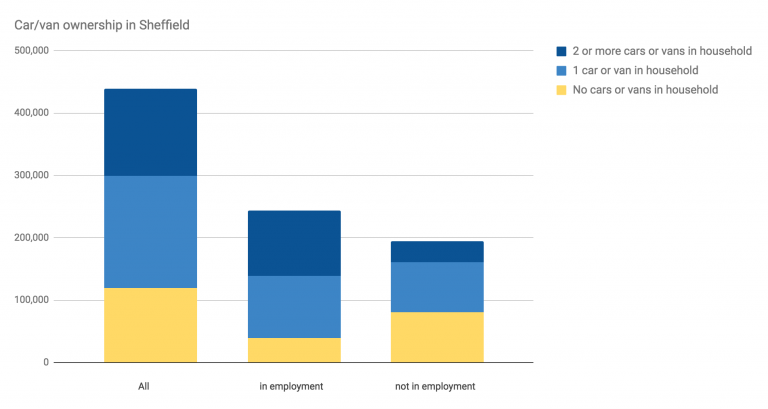 Car/van ownership in Sheffield
500,000
400,000
300,000
200,000
100,000
0
All
in employment
not in employment
2 or more cars or vans in household
1 car or van in household
No cars or vans in household